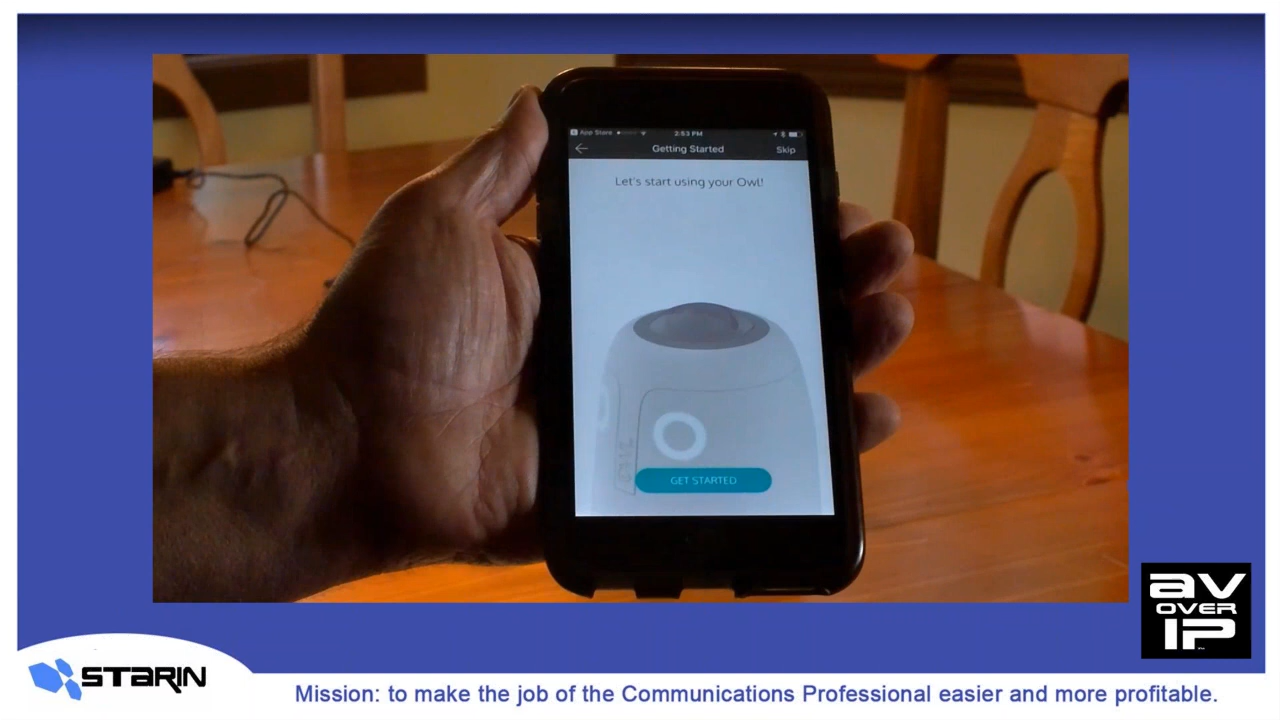 App Store
2:53 PM
Getting Started
Skip
Let's start using your Owl!
GET STARTED
av
OVER
IP
STARIN
Mission: to make the job of the Communications Professional easier and more profitable.